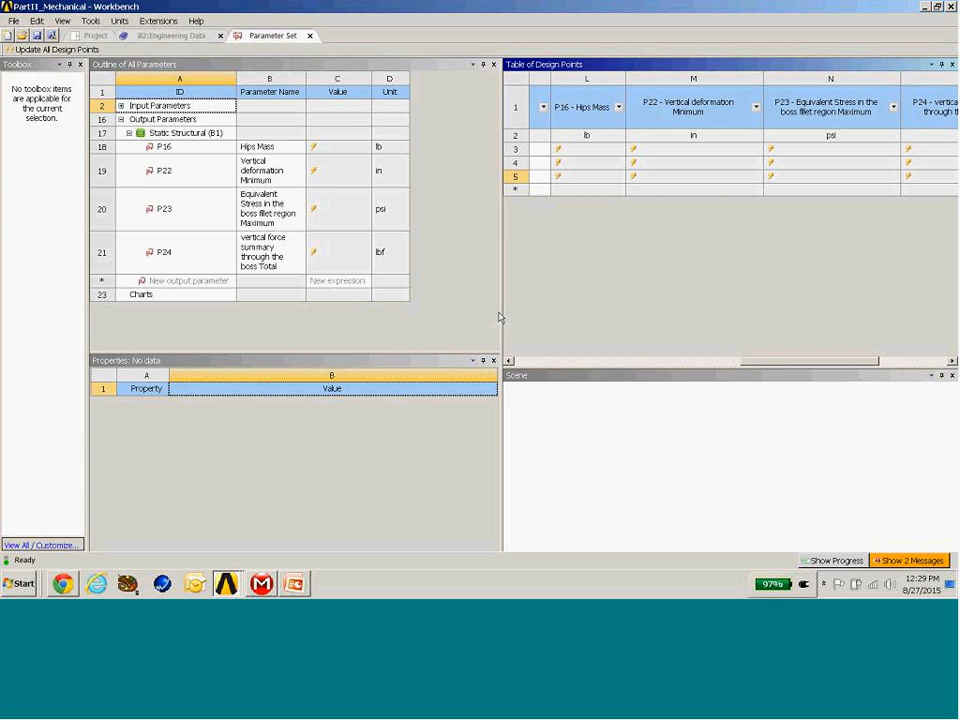 PartII_Mechanical - Workbench
File Edit View Tools Units Extensions Help
Project B2:Engineering Data Parameter Set
Update All Design Points
Toolbox
No toolbox items
are applicable for
the current
selection.
View All / Customize...
Outline of All Parameters
A B C D
1 ID Parameter Name Value Unit
2 Input Parameters
16 Output Parameters
17 Static Structural (B1)
18 P16 Hips Mass lb
19 P22 Vertical
deformation
Minimum in
20 P23 Equivalent
Stress in the
boss fillet region
Maximum psi
21 P24 vertical force
summary
through the
boss Total lbf
* New output parameter New expression
23 Charts
Properties: No data
A B
1 Property Value
Table of Design Points
L M N
1 P16 - Hips Mass P22 - Vertical deformation
Minimum P23 - Equivalent Stress in the
boss fillet region Maximum P24 - vertica
through th
2 lb in psi
3
4
5
*
Scene
Ready
Show Progress Show 2 Messages
Start
97%
12:29 PM
8/27/2015